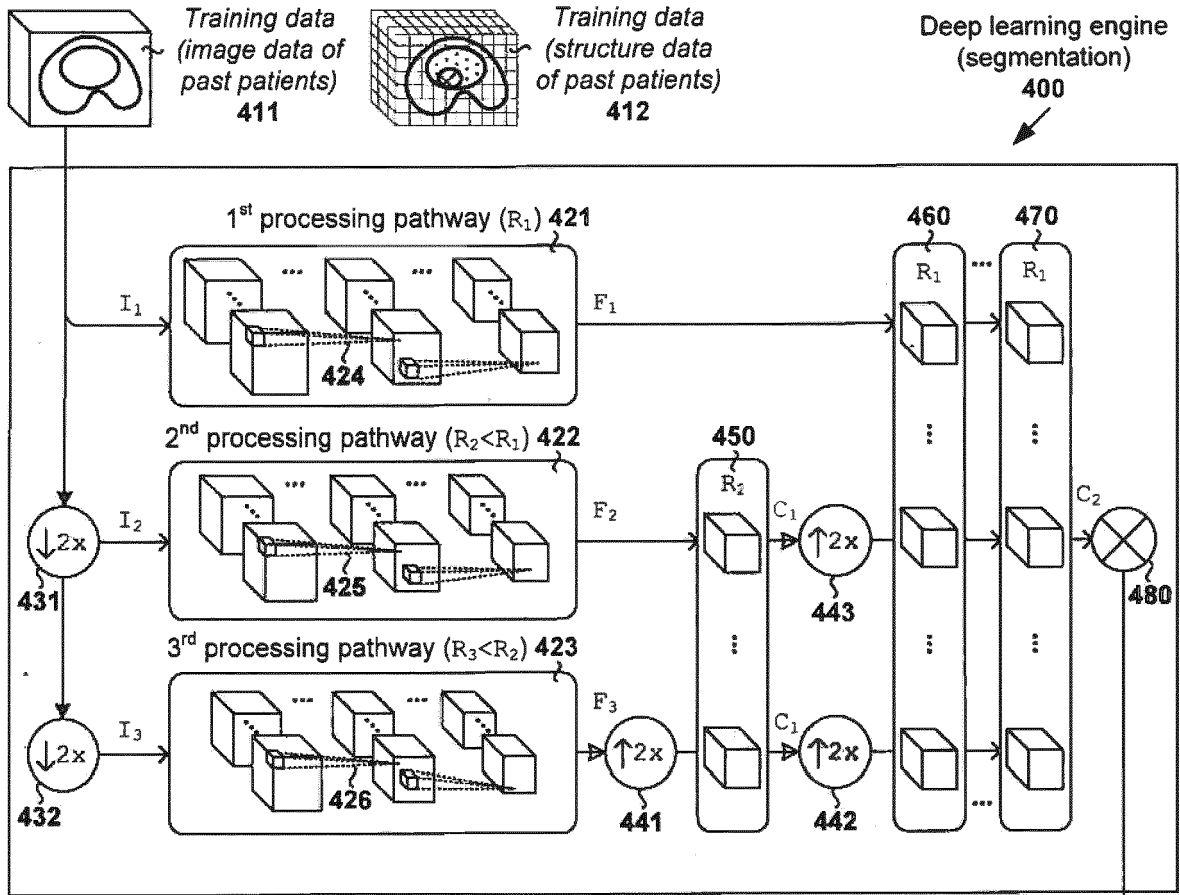 Training data
(image data of
past patients)
411
Training data
(structure data
of past patients)
412
Deep learning engine
(segmentation)
400
1st processing pathway (R₁) 421
I₁
424
F₁
460
470
R₁
...
R₁
2nd processing pathway (R₂<R₁) 422
↓2x
431
I₂
425
F₂
450
R₂
C₁
↑2x
443
C₂
480
3rd processing pathway (R₃<R₂) 423
↓2x
432
I₃
426
F₃
↑2x
441
C₁
↑2x
442
...